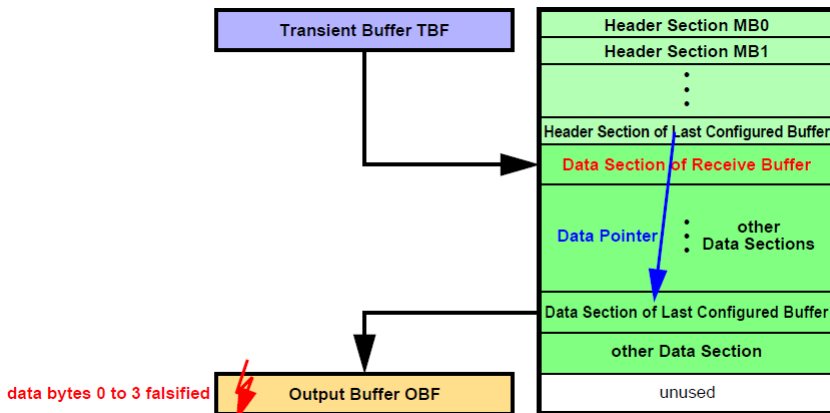 Transient Buffer TBF
Header Section MB0
Header Section MB1
Header Section of Last Configured Buffer
Data Section of Receive Buffer
Data Pointer
other
Data Sections
Data Section of Last Configured Buffer
other Data Section
data bytes 0 to 3 falsified
Output Buffer OBF
unused